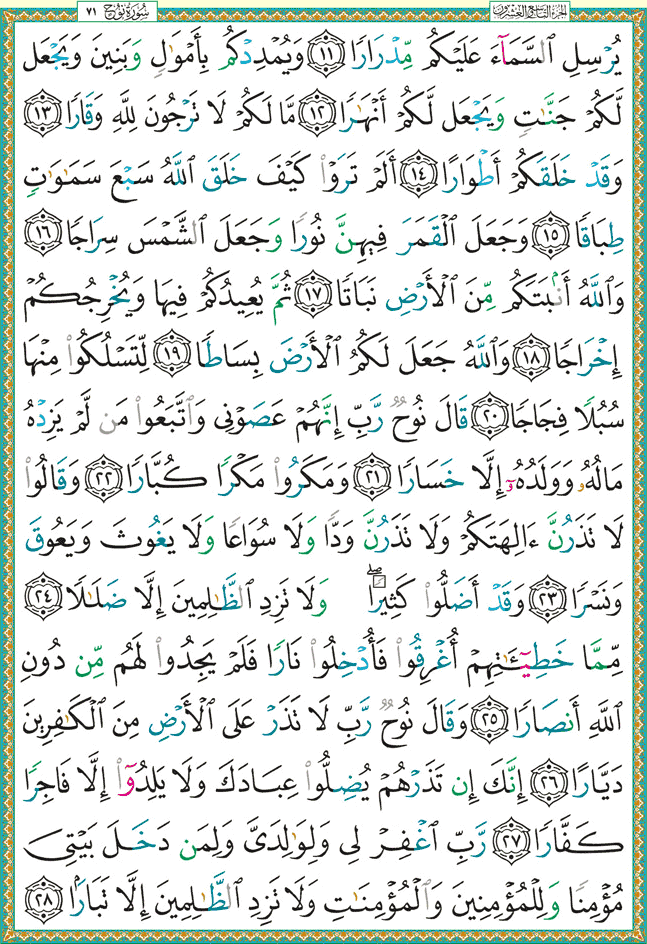 الجزء التاسع والعشرون سورة نوح ٧١
يُرْسِلِ ٱلسَّمَآءَ عَلَيْكُم مِّدْرَارًا ١١ وَيُمْدِدْكُم بِأَمْوَٰلٍ وَبَنِينَ وَيَجْعَل
لَّكُمْ جَنَّـٰتٍ وَيَجْعَل لَّكُمْ أَنْهَـٰرًا ١٢ مَّا لَكُمْ لَا تَرْجُونَ لِلَّهِ وَقَارًا ١٣
وَقَدْ خَلَقَكُمْ أَطْوَارًا ١٤ أَلَمْ تَرَوْا۟ كَيْفَ خَلَقَ ٱللَّهُ سَبْعَ سَمَـٰوَٰتٍ
طِبَاقًا ١٥ وَجَعَلَ ٱلْقَمَرَ فِيهِنَّ نُورًا وَجَعَلَ ٱلشَّمْسَ سِرَاجًا ١٦
وَٱللَّهُ أَنۢبَتَكُم مِّنَ ٱلْأَرْضِ نَبَاتًا ١٧ ثُمَّ يُعِيدُكُمْ فِيهَا وَيُخْرِجُكُمْ
إِخْرَاجًا ١٨ وَٱللَّهُ جَعَلَ لَكُمُ ٱلْأَرْضَ بِسَاطًا ١٩ لِّتَسْلُكُوا۟ مِنْهَا
سُبُلًا فِجَاجًا ٢٠ قَالَ نُوحٌ رَّبِّ إِنَّهُمْ عَصَوْنِى وَٱتَّبَعُوا۟ مَن لَّمْ يَزِدْهُ
مَالُهُۥ وَوَلَدُهُۥٓ إِلَّا خَسَارًا ٢١ وَمَكَرُوا۟ مَكْرًا كُبَّارًا ٢٢ وَقَالُوا۟
لَا تَذَرُنَّ ءَالِهَتَكُمْ وَلَا تَذَرُنَّ وَدًّا وَلَا سُوَاعًا وَلَا يَغُوثَ وَيَعُوقَ
وَنَسْرًا ٢٣ وَقَدْ أَضَلُّوا۟ كَثِيرًا ۖ وَلَا تَزِدِ ٱلظَّـٰلِمِينَ إِلَّا ضَلَـٰلًا ٢٤
مِّمَّا خَطِيٓـَٔـٰتِهِمْ أُغْرِقُوا۟ فَأُدْخِلُوا۟ نَارًا فَلَمْ يَجِدُوا۟ لَهُم مِّن دُونِ
ٱللَّهِ أَنصَارًا ٢٥ وَقَالَ نُوحٌ رَّبِّ لَا تَذَرْ عَلَى ٱلْأَرْضِ مِنَ ٱلْكَـٰفِرِينَ
دَيَّارًا ٢٦ إِنَّكَ إِن تَذَرْهُمْ يُضِلُّوا۟ عِبَادَكَ وَلَا يَلِدُوٓا۟ إِلَّا فَاجِرًا
كَفَّارًا ٢٧ رَّبِّ ٱغْفِرْ لِى وَلِوَٰلِدَىَّ وَلِمَن دَخَلَ بَيْتِىَ
مُؤْمِنًا وَلِلْمُؤْمِنِينَ وَٱلْمُؤْمِنَـٰتِ وَلَا تَزِدِ ٱلظَّـٰلِمِينَ إِلَّا تَبَارًۢا ٢٨